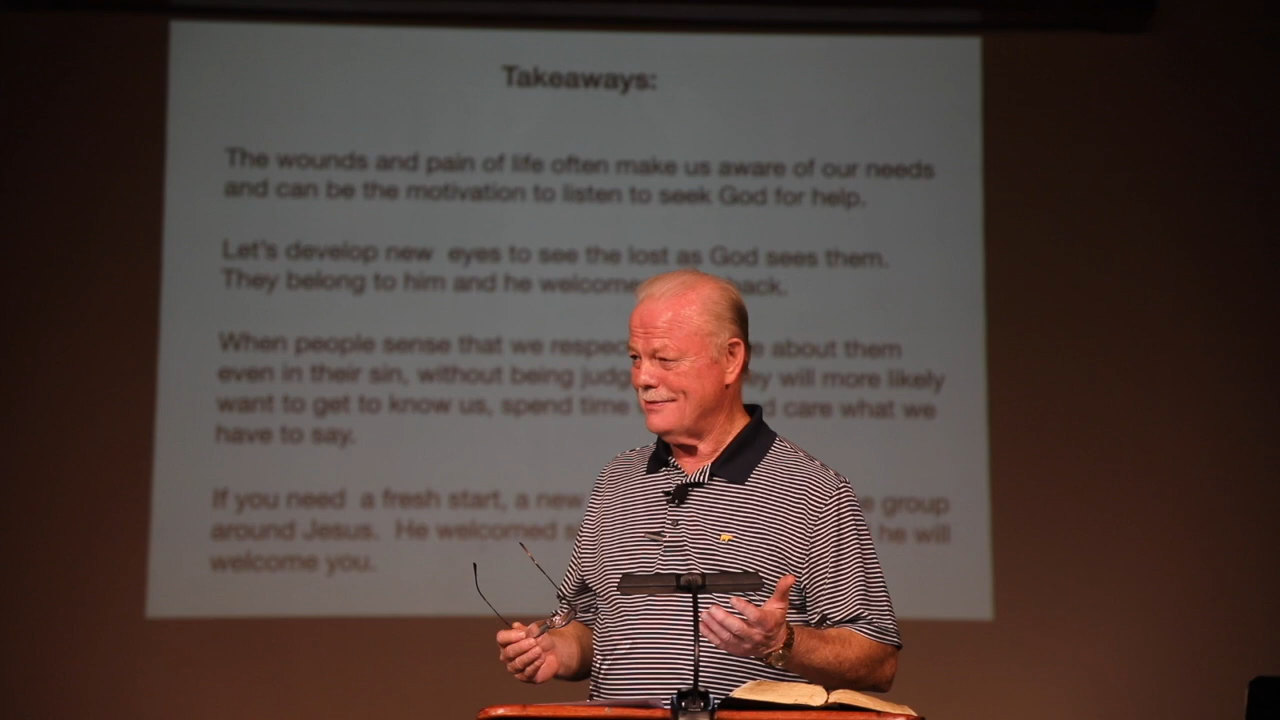 Takeaways:
The wounds and pain of life often make us aware of our needs
and can be the motivation to listen to seek God for help.
Let's develop new eyes to see the lost as God sees them.
They belong to him and he welcome back.
When people sense that we respec about them
even in their sin, without being judg will more likely
want to get to know us, spend time care what we
have to say.
If you need a fresh start, a new group
around Jesus. He welcomed he will
welcome you.